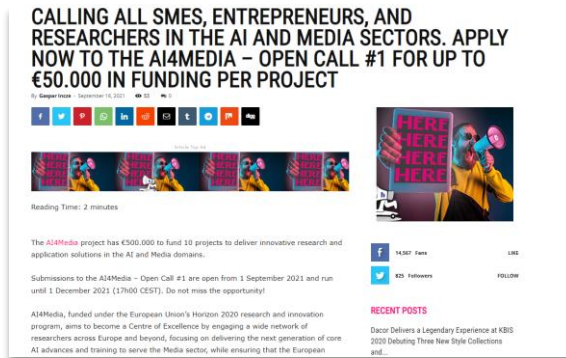 CALLING ALL SMES, ENTREPRENEURS, AND
RESEARCHERS IN THE AI AND MEDIA SECTORS. APPLY
NOW TO THE AI4MEDIA – OPEN CALL #1 FOR UP TO
€50.000 IN FUNDING PER PROJECT
By Gaspar Incze - September 16, 2021 53 0
Article Top Ad
HERE
HERE
HERE
HERE
Reading Time: 2 minutes
The AI4Media project has €500.000 to fund 10 projects to deliver innovative research and
application solutions in the AI and Media domains.
Submissions to the AI4Media – Open Call #1 are open from 1 September 2021 and run
until 1 December 2021 (17h00 CEST). Do not miss the opportunity!
AI4Media, funded under the European Union's Horizon 2020 research and innovation
program, aims to become a Centre of Excellence by engaging a wide network of
researchers across Europe and beyond, focusing on delivering the next generation of core
AI advances and training to serve the Media sector, while ensuring that the European
14,567 Fans LIKE
825 Followers FOLLOW
RECENT POSTS
Dacor Delivers a Legendary Experience at KBIS
2020 Debuting Three New Style Collections
and...